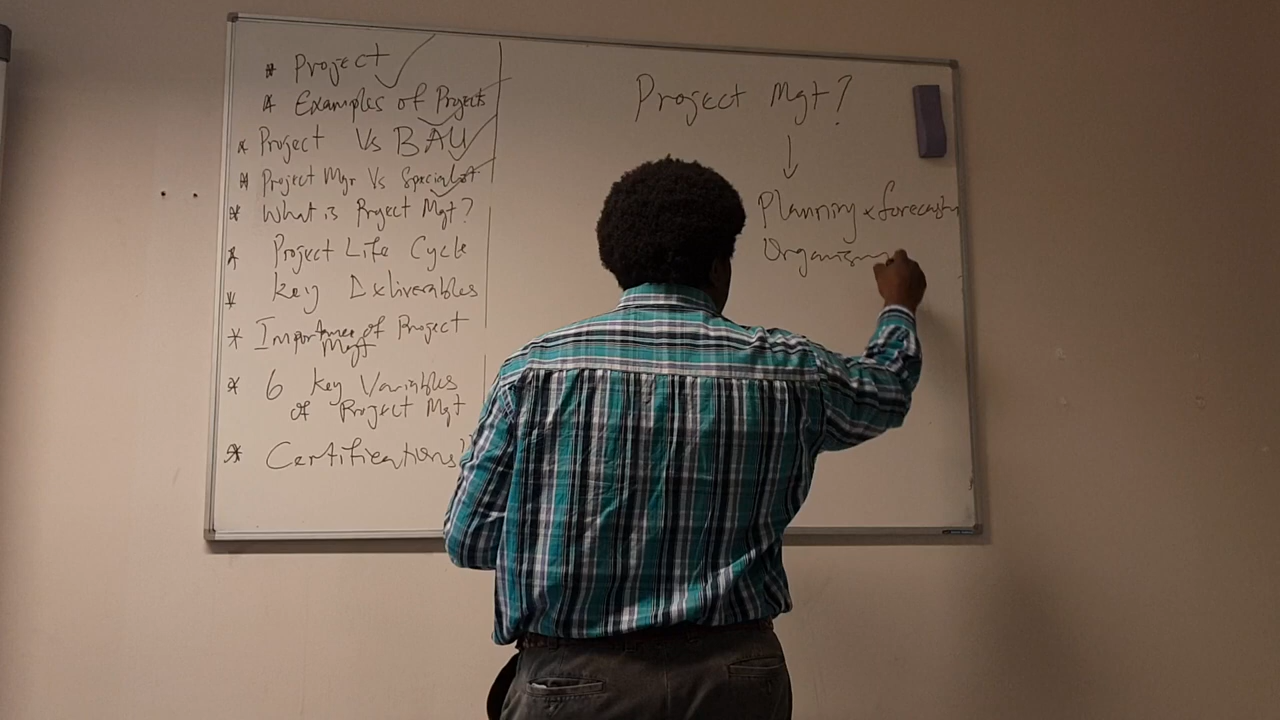 * Project ✓
* Examples of Projects ✓
* Project Vs BAU ✓
* Project Mgr Vs Specialist ✓
* What is Project Mgt?
* Project Life Cycle
* Key Deliverables
* Importance of Project
Mgt
* 6 Key Variables
of Project Mgt
* Certifications?
Project Mgt?
↓
Planning & forecasting
Organising